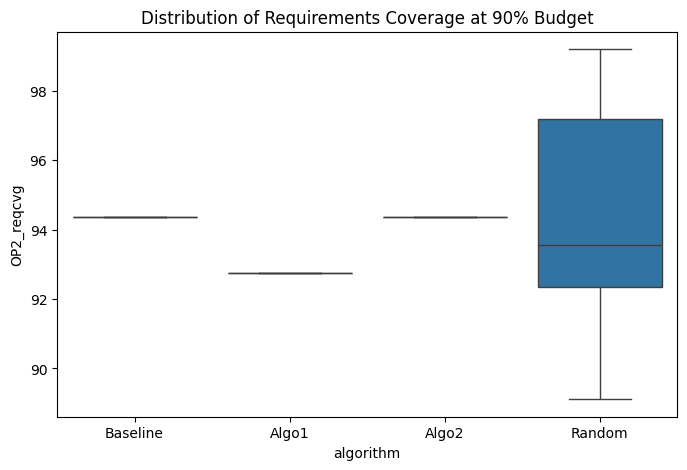 Distribution of Requirements Coverage at 90% Budget
98
96
94
92
90
OP2_reqcvg
Baseline Algo1 Algo2 Random
algorithm